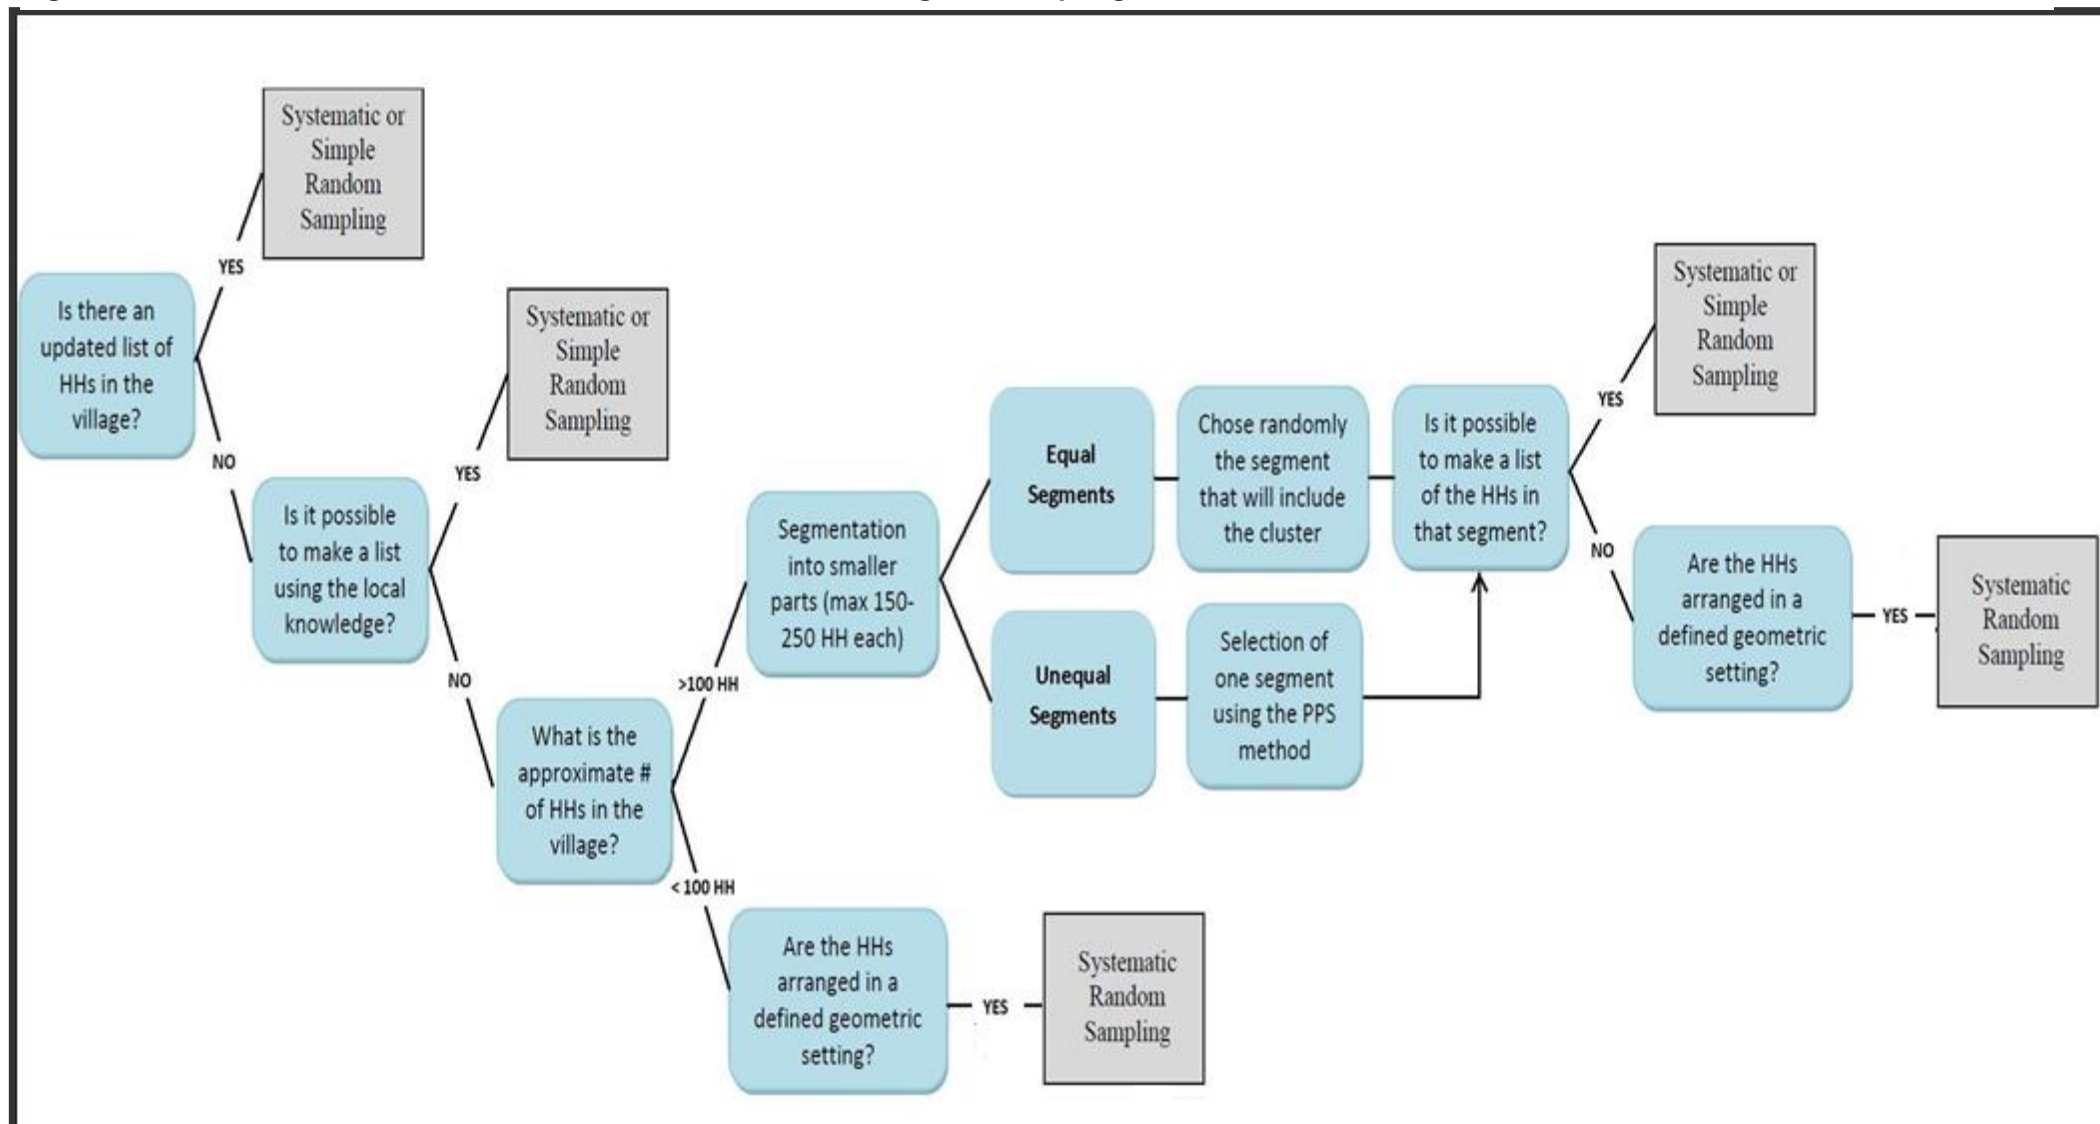 Systematic or
Simple
Random
Sampling
YES
Is there an
updated list of
HHs in the
village?
NO
Systematic or
Simple
Random
Sampling
YES
Is it possible
to make a list
using the local
knowledge?
NO
What is the
approximate #
of HHs in the
village?
>100 HH
< 100 HH
Segmentation
into smaller
parts (max 150-
250 HH each)
Equal
Segments
Chose randomly
the segment
that will include
the cluster
Is it possible
to make a list
of the HHs in
that segment?
Unequal
Segments
Selection of
one segment
using the PPS
method
YES
Systematic or
Simple
Random
Sampling
NO
Are the HHs
arranged in a
defined geometric
setting?
YES
Systematic
Random
Sampling
Are the HHs
arranged in a
defined geometric
setting?
YES
Systematic
Random
Sampling